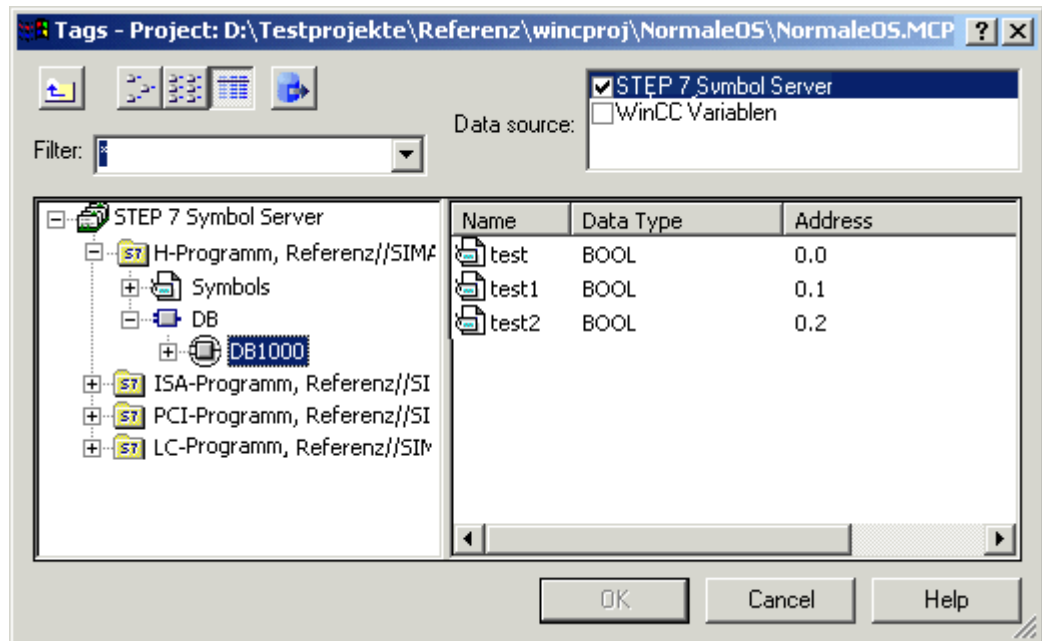 Tags - Project: D:\Testprojekte\Referenz\wincproj\NormaleOS\NormaleOS.MCP
Filter: *
Data source:
STEP 7 Symbol Server
WinCC Variablen
STEP 7 Symbol Server
H-Programm, Referenz//SIMA
Symbols
DB
DB1000
ISA-Programm, Referenz//SI
PCI-Programm, Referenz//SI
LC-Programm, Referenz//SIM
Name Data Type Address
test BOOL 0.0
test1 BOOL 0.1
test2 BOOL 0.2
OK Cancel Help